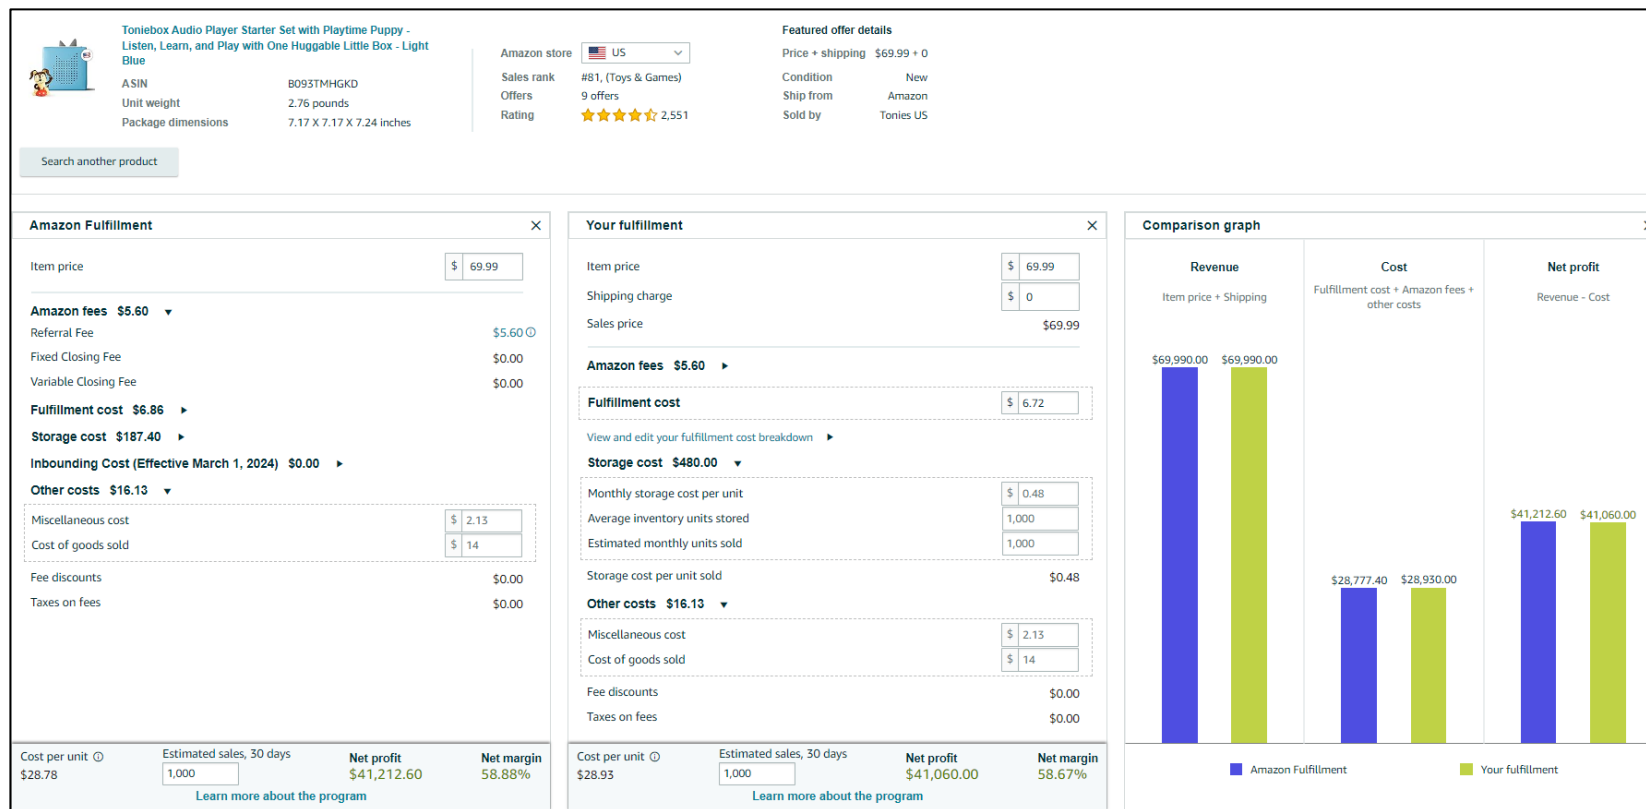 Toniebox Audio Player Starter Set with Playtime Puppy -
Listen, Learn, and Play with One Huggable Little Box - Light
Blue
ASIN B093TMHGKD
Unit weight 2.76 pounds
Package dimensions 7.17 X 7.17 X 7.24 inches
Amazon store US
Sales rank #81, (Toys & Games)
Offers 9 offers
Rating 2,551
Featured offer details
Price + shipping $69.99 + 0
Condition New
Ship from Amazon
Sold by Tonies US
Search another product
Amazon Fulfillment
Item price $ 69.99
Amazon fees $5.60
Referral Fee $5.60
Fixed Closing Fee $0.00
Variable Closing Fee $0.00
Fulfillment cost $6.86
Storage cost $187.40
Inbounding Cost (Effective March 1, 2024) $0.00
Other costs $16.13
Miscellaneous cost $ 2.13
Cost of goods sold $ 14
Fee discounts $0.00
Taxes on fees $0.00
Cost per unit Estimated sales, 30 days Net profit Net margin
$28.78 1,000 $41,212.60 58.88%
Learn more about the program
Your fulfillment
Item price $ 69.99
Shipping charge $ 0
Sales price $69.99
Amazon fees $5.60
Fulfillment cost $ 6.72
View and edit your fulfillment cost breakdown
Storage cost $480.00
Monthly storage cost per unit $ 0.48
Average inventory units stored 1,000
Estimated monthly units sold 1,000
Storage cost per unit sold $0.48
Other costs $16.13
Miscellaneous cost $ 2.13
Cost of goods sold $ 14
Fee discounts $0.00
Taxes on fees $0.00
Cost per unit Estimated sales, 30 days Net profit Net margin
$28.93 1,000 $41,060.00 58.67%
Learn more about the program
Comparison graph
Revenue
Item price + Shipping
$69,990.00 $69,990.00
Cost
Fulfillment cost + Amazon fees +
other costs
$28,777.40 $28,930.00
Net profit
Revenue - Cost
$41,212.60 $41,060.00
Amazon Fulfillment Your fulfillment